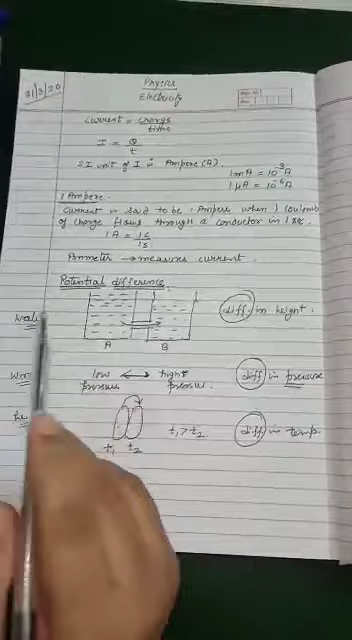 31/3/20
Physics
Electricity
Current = charge / time
I = Q / t
SI unit of I is Ampere (A)
1mA = 10⁻³A
1μA = 10⁻⁶A
1 Ampere.
Current is said to be 1 Ampere when 1 coulomb
of charge flows through a conductor in 1 sec.
1A = 1C / 1s
Ammeter → measures current.
Potential difference
diff in height.
A B
low ↔ high
pressure pressure.
diff in pressure
t₁ > t₂
diff in temp.
t₁ t₂